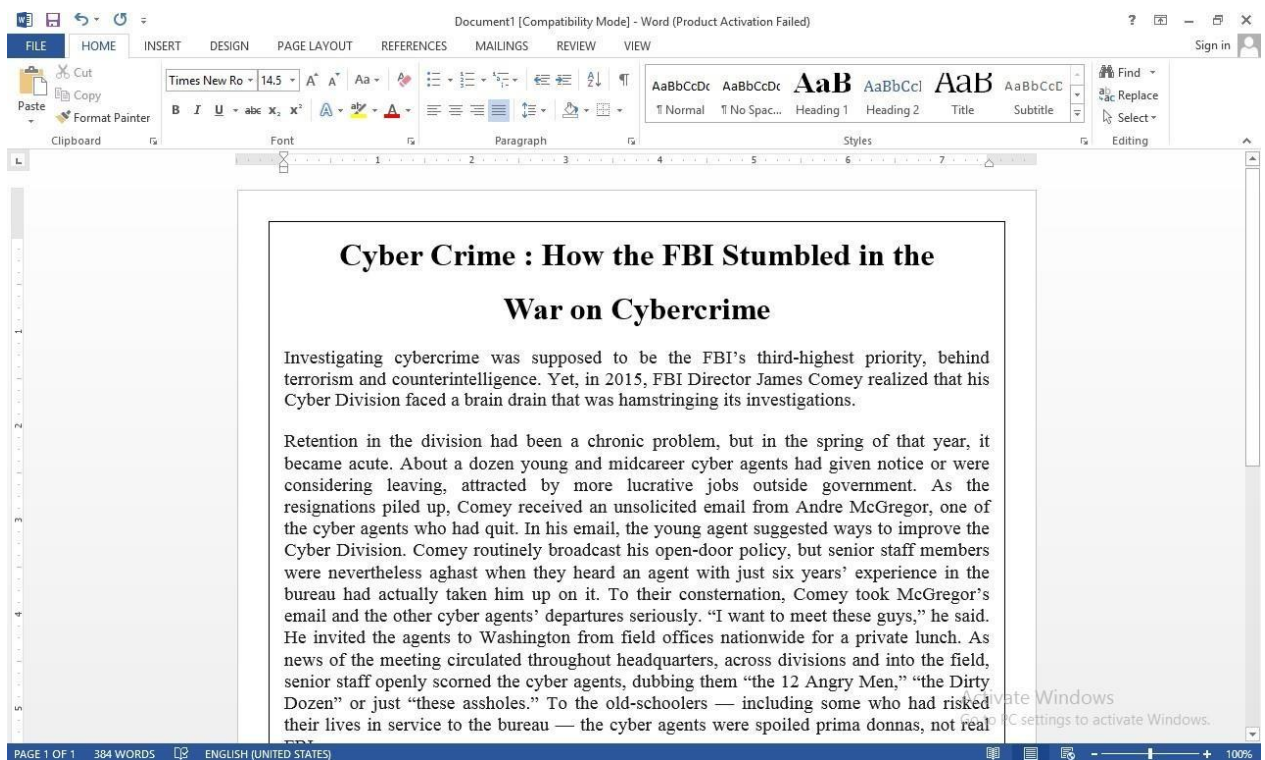 Document1 [Compatibility Mode] - Word (Product Activation Failed)
?
FILE HOME INSERT DESIGN PAGE LAYOUT REFERENCES MAILINGS REVIEW VIEW Sign in
Cut
Copy
Format Painter
Paste
Times New Ro 14.5 A A Aa
B I U abc X₂ X² A ab A
AaBbCcDc AaBbCcDc AaB AaBbCcl AaB AaBbCcD
¶ Normal ¶ No Spac... Heading 1 Heading 2 Title Subtitle
Find
Replace
Select
Clipboard Font Paragraph Styles Editing
1 2 3 4 5 6 7
Cyber Crime : How the FBI Stumbled in the
War on Cybercrime
Investigating cybercrime was supposed to be the FBI’s third-highest priority, behind
terrorism and counterintelligence. Yet, in 2015, FBI Director James Comey realized that his
Cyber Division faced a brain drain that was hamstringing its investigations.
Retention in the division had been a chronic problem, but in the spring of that year, it
became acute. About a dozen young and midcareer cyber agents had given notice or were
considering leaving, attracted by more lucrative jobs outside government. As the
resignations piled up, Comey received an unsolicited email from Andre McGregor, one of
the cyber agents who had quit. In his email, the young agent suggested ways to improve the
Cyber Division. Comey routinely broadcast his open-door policy, but senior staff members
were nevertheless aghast when they heard an agent with just six years’ experience in the
bureau had actually taken him up on it. To their consternation, Comey took McGregor’s
email and the other cyber agents’ departures seriously. “I want to meet these guys,” he said.
He invited the agents to Washington from field offices nationwide for a private lunch. As
news of the meeting circulated throughout headquarters, across divisions and into the field,
senior staff openly scorned the cyber agents, dubbing them “the 12 Angry Men,” “the Dirty
Dozen” or just “these assholes.” To the old-schoolers — including some who had risked
their lives in service to the bureau — the cyber agents were spoiled prima donnas, not real
Activate Windows
Go to PC settings to activate Windows.
PAGE 1 OF 1 384 WORDS ENGLISH (UNITED STATES) 100%